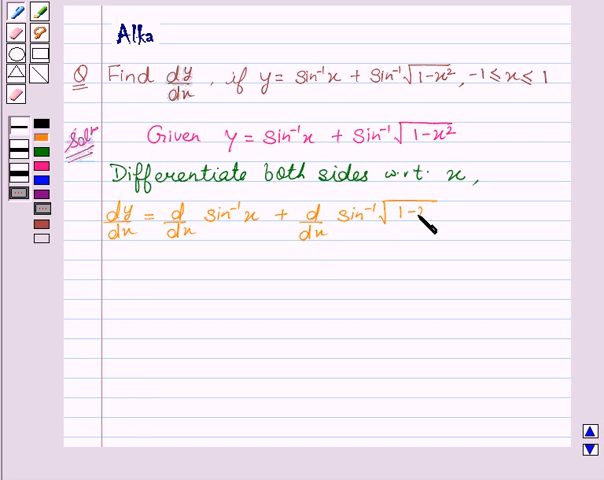 Alka
Q Find dy/dx, if y = sin⁻¹x + sin⁻¹√(1-x²), -1 ≤ x ≤ 1
Solⁿ Given y = sin⁻¹x + sin⁻¹√(1-x²)
Differentiate both sides w.r.t. x,
dy/dx = d/dx sin⁻¹x + d/dx sin⁻¹√(1-